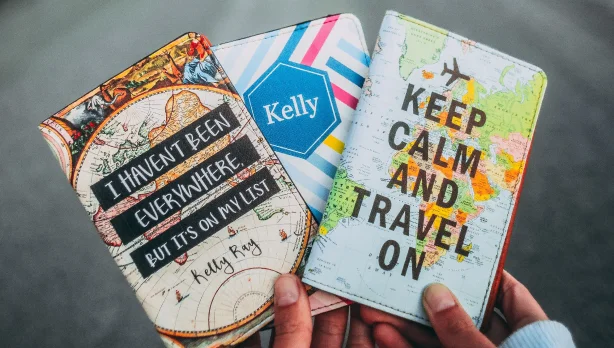 I HAVEN'T BEEN
EVERYWHERE.
BUT IT'S ON MY LIST
Kelly Ray
Kelly
KEEP
CALM
AND
TRAVEL
ON